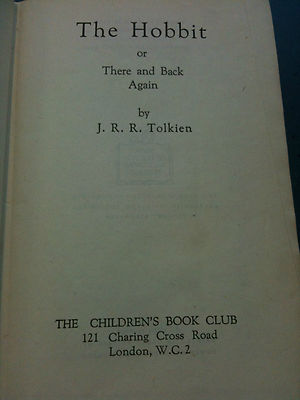 The Hobbit
or
There and Back
Again
by
J. R. R. Tolkien
THE CHILDREN'S BOOK CLUB
121 Charing Cross Road
London, W.C.2